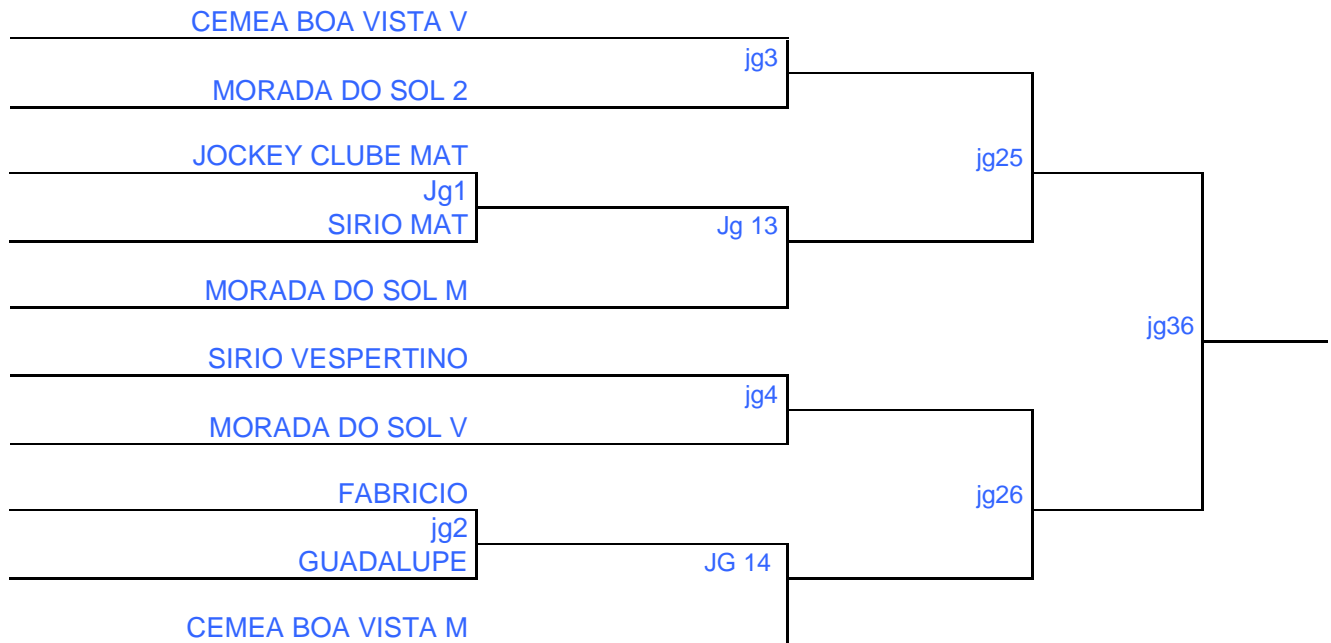 CEMEA BOA VISTA V
jg3
MORADA DO SOL 2
JOCKEY CLUBE MAT
jg25
Jg1
SIRIO MAT
Jg 13
MORADA DO SOL M
jg36
SIRIO VESPERTINO
jg4
MORADA DO SOL V
FABRICIO
jg26
jg2
GUADALUPE
JG 14
CEMEA BOA VISTA M